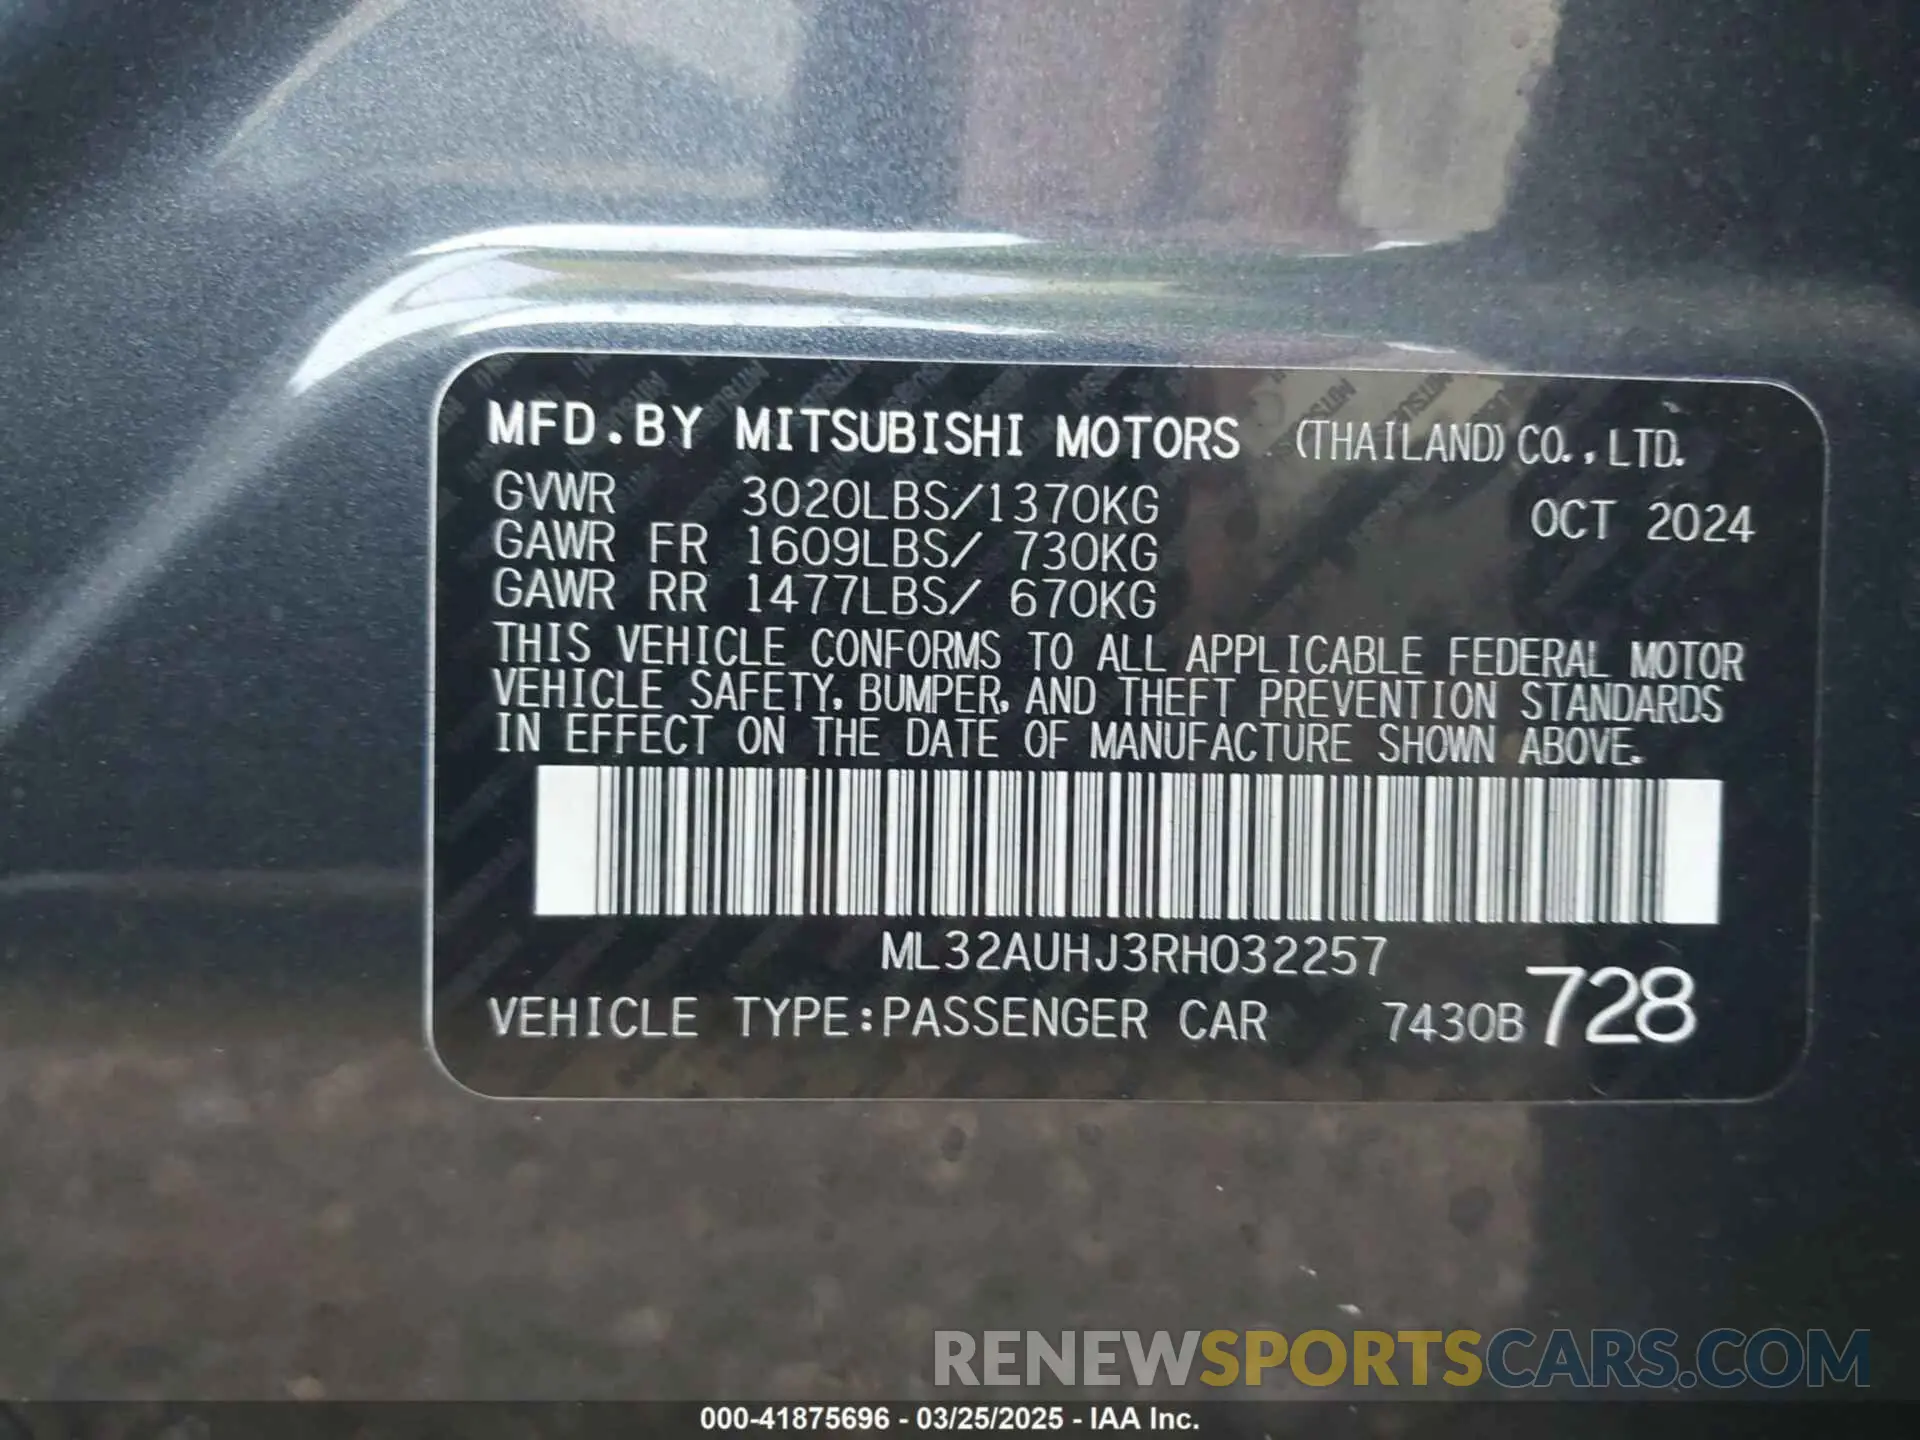 MFD.BY MITSUBISHI MOTORS (THAILAND) CO.,LTD.
GVWR 3020LBS/1370KG OCT 2024
GAWR FR 1609LBS/ 730KG
GAWR RR 1477LBS/ 670KG
THIS VEHICLE CONFORMS TO ALL APPLICABLE FEDERAL MOTOR
VEHICLE SAFETY, BUMPER, AND THEFT PREVENTION STANDARDS
IN EFFECT ON THE DATE OF MANUFACTURE SHOWN ABOVE.
ML32AUHJ3RH032257
VEHICLE TYPE:PASSENGER CAR 7430B 728
RENEWSPORTSCARS.COM
000-41875696 - 03/25/2025 - IAA Inc.